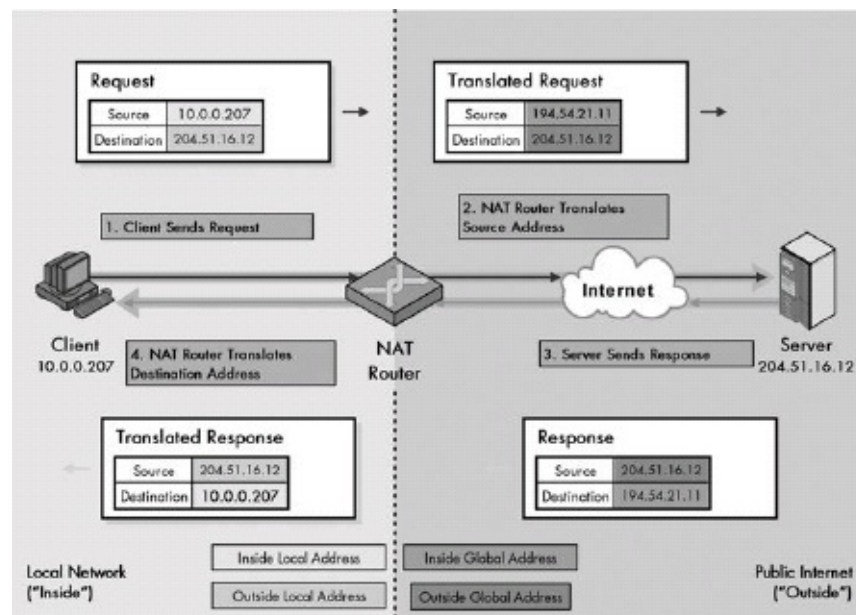 Request
Source 10.0.0.207
Destination 204.51.16.12
Translated Request
Source 194.54.21.11
Destination 204.51.16.12
1. Client Sends Request
2. NAT Router Translates
Source Address
Internet
Client
10.0.0.207
4. NAT Router Translates
Destination Address
NAT
Router
3. Server Sends Response
Server
204.51.16.12
Translated Response
Source 204.51.16.12
Destination 10.0.0.207
Response
Source 204.51.16.12
Destination 194.54.21.11
Local Network
("Inside")
Inside Local Address
Outside Local Address
Inside Global Address
Outside Global Address
Public Internet
("Outside")